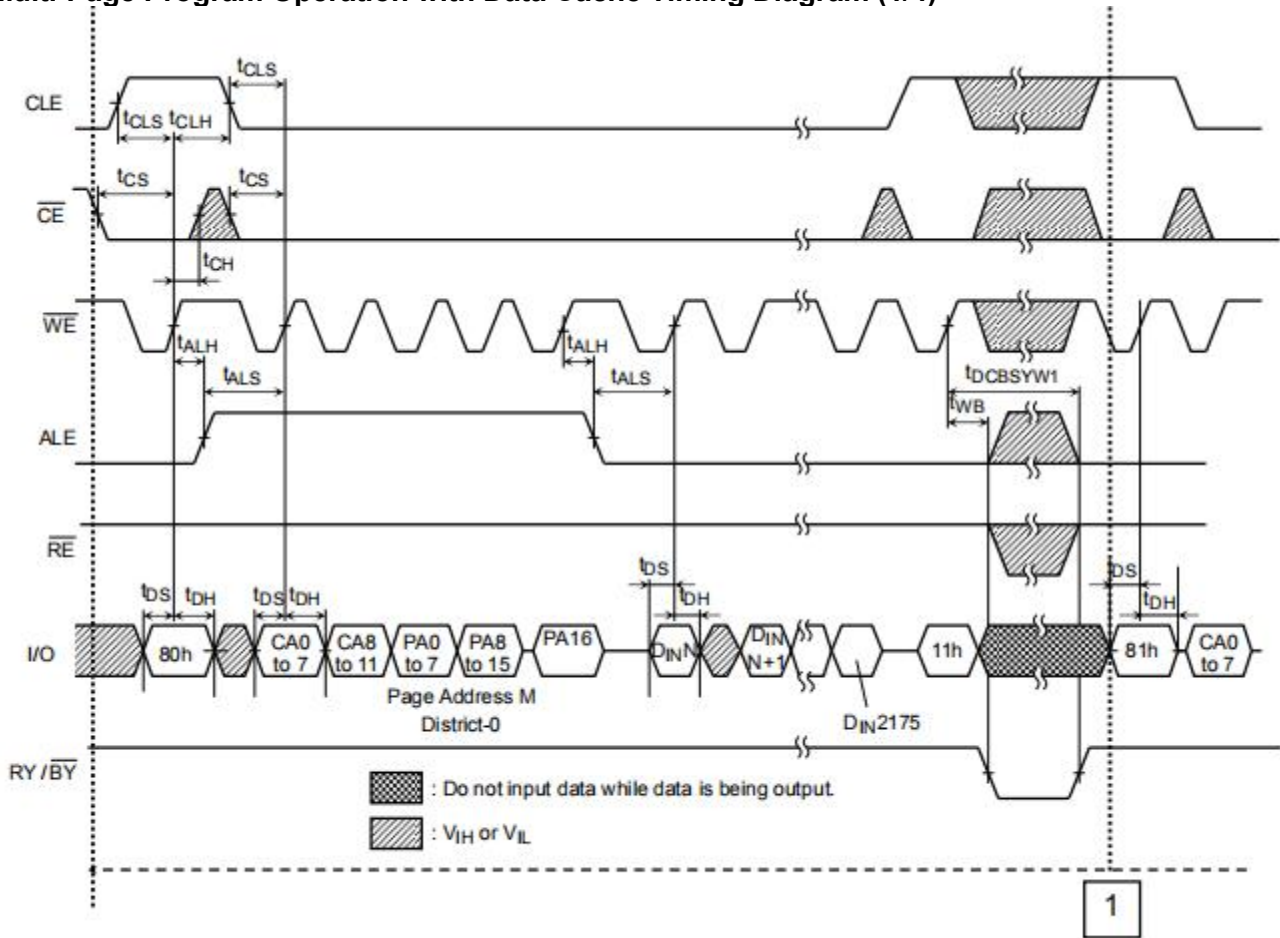 Multi-Page Program Operation with Data Cache Timing Diagram (1/4)
tCLS
CLE
tCLS tCLH
tCS tCS
CE
tCH
WE
tALH tALH
tALS tALS tDCBSYW1
tWB
ALE
RE
tDS tDH tDS tDH tDS tDH tDS tDH
I/O 80h CA0 to 7 CA8 to 11 PA0 to 7 PA8 to 15 PA16 DINN DIN N+1 11h 81h CA0 to 7
Page Address M
District-0
DIN2175
RY/BY
: Do not input data while data is being output.
: VIH or VIL
1